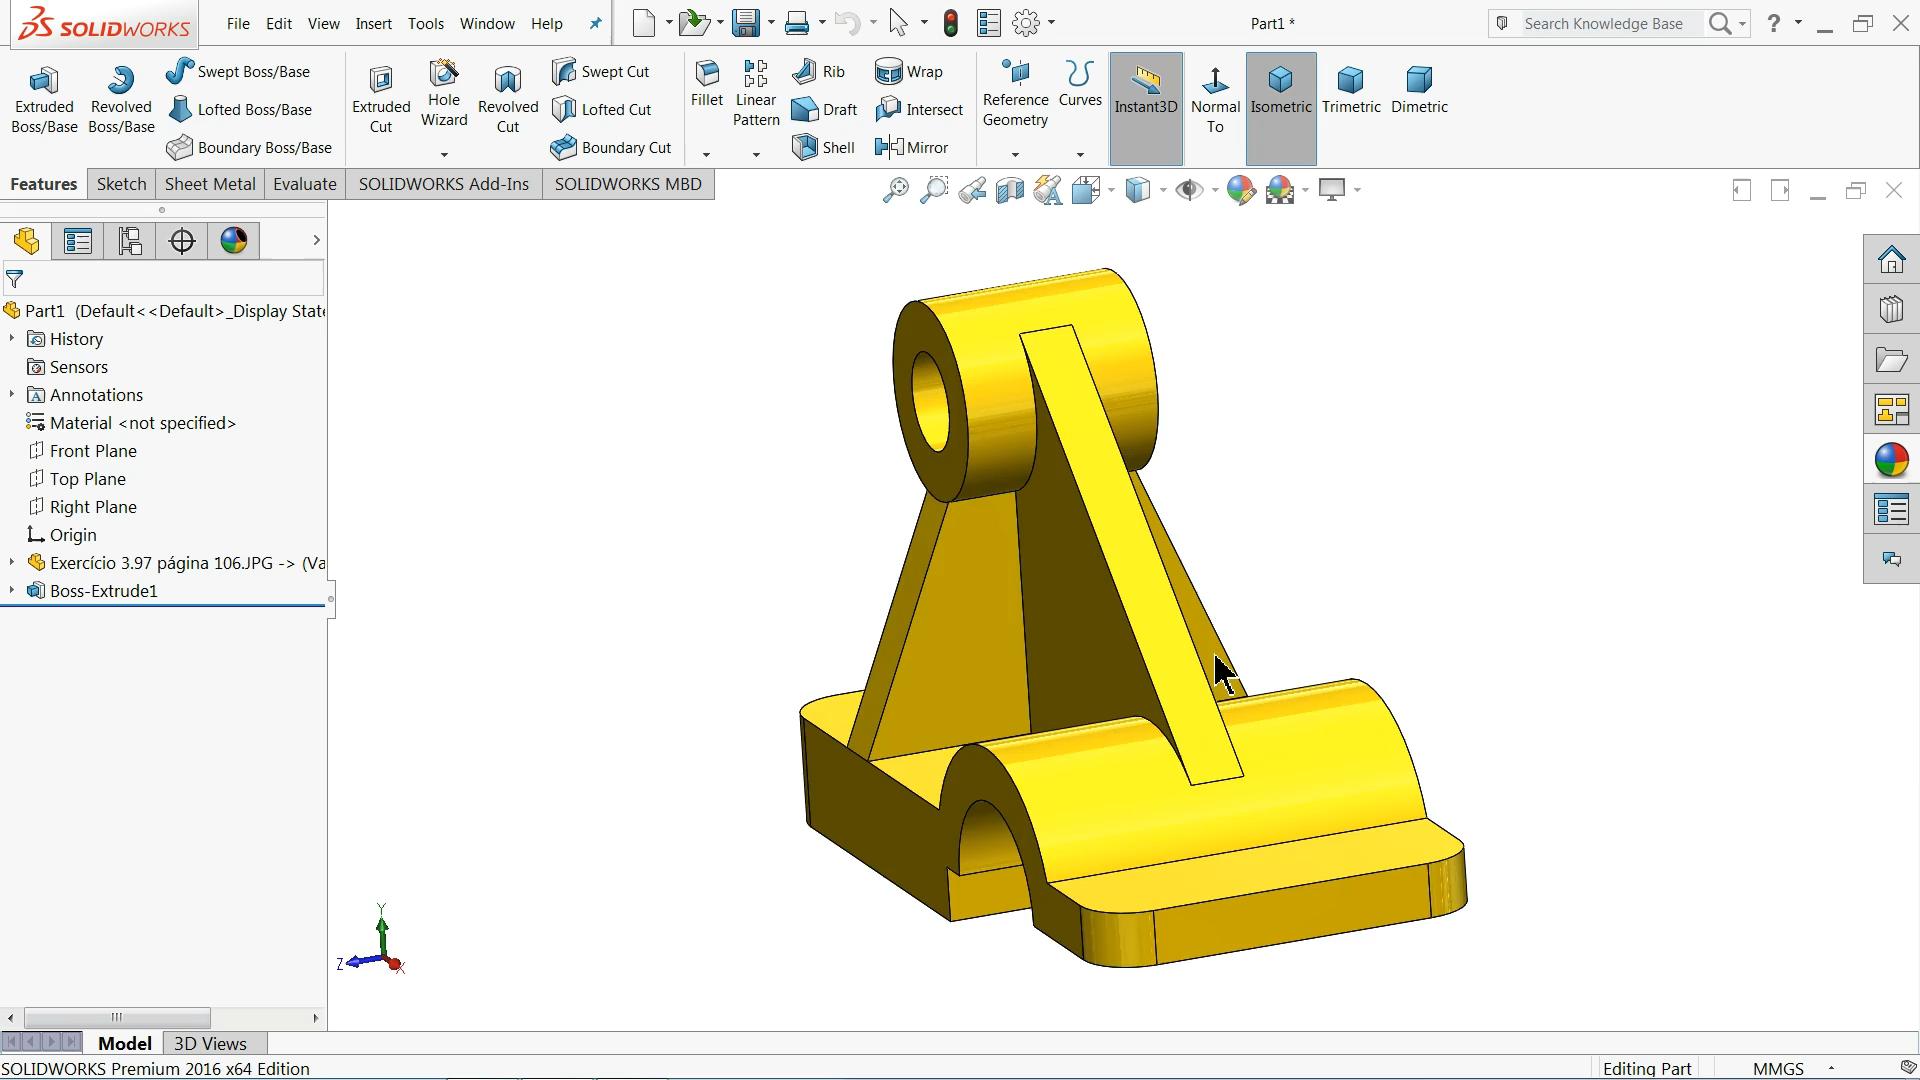 SOLIDWORKS
File Edit View Insert Tools Window Help
Part1 *
Search Knowledge Base
?
Extruded Boss/Base
Revolved Boss/Base
Swept Boss/Base
Lofted Boss/Base
Boundary Boss/Base
Extruded Cut
Hole Wizard
Revolved Cut
Swept Cut
Lofted Cut
Boundary Cut
Fillet
Linear Pattern
Rib
Draft
Shell
Wrap
Intersect
Mirror
Reference Geometry
Curves
Instant3D
Normal To
Isometric
Trimetric
Dimetric
Features Sketch Sheet Metal Evaluate SOLIDWORKS Add-Ins SOLIDWORKS MBD
Part1 (Default<<Default>_Display Stat
History
Sensors
Annotations
Material <not specified>
Front Plane
Top Plane
Right Plane
Origin
Exercício 3.97 página 106.JPG -> (Va
Boss-Extrude1
Y
Z
X
Model 3D Views
SOLIDWORKS Premium 2016 x64 Edition
Editing Part
MMGS